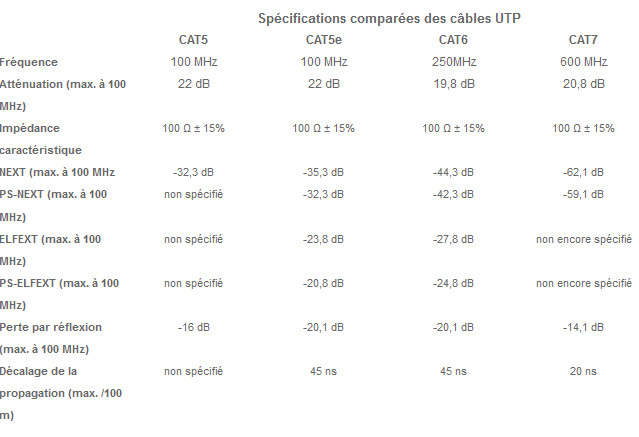 Spécifications comparées des câbles UTP
CAT5 CAT5e CAT6 CAT7
Fréquence 100 MHz 100 MHz 250MHz 600 MHz
Atténuation (max. à 100 22 dB 22 dB 19,8 dB 20,8 dB
MHz)
Impédance 100 Ω ± 15% 100 Ω ± 15% 100 Ω ± 15% 100 Ω ± 15%
caractéristique
NEXT (max. à 100 MHz -32,3 dB -35,3 dB -44,3 dB -62,1 dB
PS-NEXT (max. à 100 non spécifié -32,3 dB -42,3 dB -59,1 dB
MHz)
ELFEXT (max. à 100 non spécifié -23,8 dB -27,8 dB non encore spécifié
MHz)
PS-ELFEXT (max. à 100 non spécifié -20,8 dB -24,8 dB non encore spécifié
MHz)
Perte par réflexion -16 dB -20,1 dB -20,1 dB -14,1 dB
(max. à 100 MHz)
Décalage de la non spécifié 45 ns 45 ns 20 ns
propagation (max. /100
m)